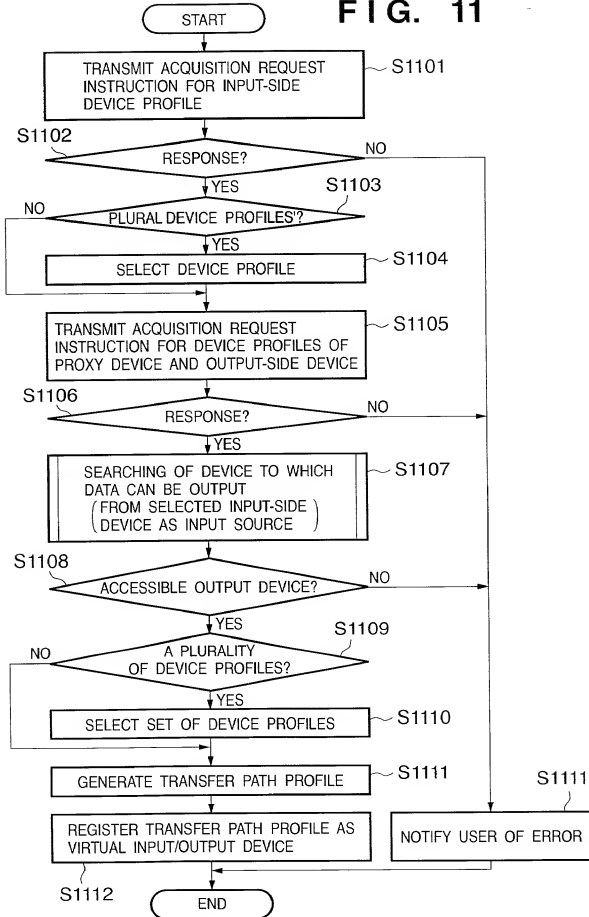 FIG. 11
START
TRANSMIT ACQUISITION REQUEST
INSTRUCTION FOR INPUT-SIDE
DEVICE PROFILE
S1101
S1102
RESPONSE?
NO
YES
S1103
NO
PLURAL DEVICE PROFILES'?
YES
SELECT DEVICE PROFILE
S1104
TRANSMIT ACQUISITION REQUEST
INSTRUCTION FOR DEVICE PROFILES OF
PROXY DEVICE AND OUTPUT-SIDE DEVICE
S1105
S1106
RESPONSE?
NO
YES
SEARCHING OF DEVICE TO WHICH
DATA CAN BE OUTPUT
(FROM SELECTED INPUT-SIDE
DEVICE AS INPUT SOURCE)
S1107
S1108
ACCESSIBLE OUTPUT DEVICE?
NO
YES
S1109
NO
A PLURALITY
OF DEVICE PROFILES?
YES
SELECT SET OF DEVICE PROFILES
S1110
GENERATE TRANSFER PATH PROFILE
S1111
S1111
REGISTER TRANSFER PATH PROFILE AS
VIRTUAL INPUT/OUTPUT DEVICE
NOTIFY USER OF ERROR
S1112
END